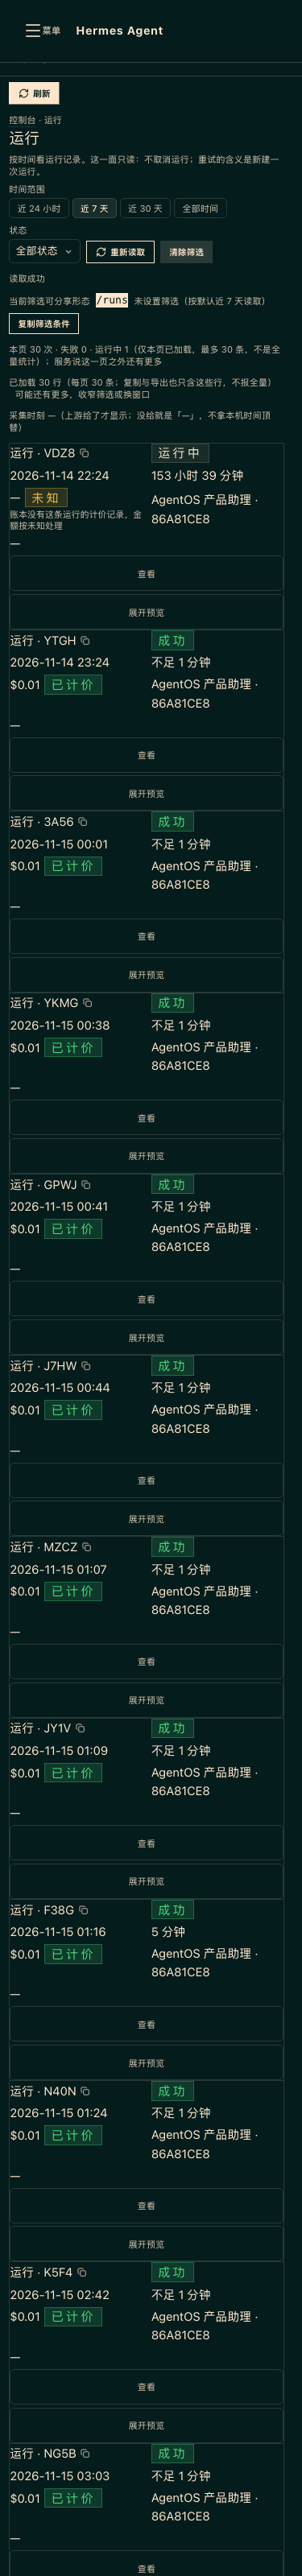 菜单 Hermes Agent
刷新
控制台 · 运行
运行
按时间看运行记录。这一面只读：不取消运行；重试的含义是新建一
次运行。
时间范围
近 24 小时 近 7 天 近 30 天 全部时间
状态
全部状态 重新读取 清除筛选
读取成功
当前筛选可分享形态 /runs 未设置筛选（按默认近 7 天读取）
复制筛选条件
本页 30 次 · 失败 0 · 运行中 1（仅本页已加载，最多 30 条，不是全
量统计）；服务说这一页之外还有更多
已加载 30 行（每页 30 条；复制与导出也只含这些行，不报全量）
可能还有更多，收窄筛选或换窗口
采集时刻 —（上游给了才显示；没给就是「—」，不拿本机时间顶
替）
运行 · VDZ8 运行中
2026-11-14 22:24 153 小时 39 分钟
— 未知 AgentOS 产品助理 ·
86A81CE8
账本没有这条运行的计价记录，金
额按未知处理
—
查看
展开预览
运行 · YTGH 成功
2026-11-14 23:24 不足 1 分钟
$0.01 已计价 AgentOS 产品助理 ·
86A81CE8
—
查看
展开预览
运行 · 3A56 成功
2026-11-15 00:01 不足 1 分钟
$0.01 已计价 AgentOS 产品助理 ·
86A81CE8
—
查看
展开预览
运行 · YKMG 成功
2026-11-15 00:38 不足 1 分钟
$0.01 已计价 AgentOS 产品助理 ·
86A81CE8
—
查看
展开预览
运行 · GPWJ 成功
2026-11-15 00:41 不足 1 分钟
$0.01 已计价 AgentOS 产品助理 ·
86A81CE8
—
查看
展开预览
运行 · J7HW 成功
2026-11-15 00:44 不足 1 分钟
$0.01 已计价 AgentOS 产品助理 ·
86A81CE8
—
查看
展开预览
运行 · MZCZ 成功
2026-11-15 01:07 不足 1 分钟
$0.01 已计价 AgentOS 产品助理 ·
86A81CE8
—
查看
展开预览
运行 · JY1V 成功
2026-11-15 01:09 不足 1 分钟
$0.01 已计价 AgentOS 产品助理 ·
86A81CE8
—
查看
展开预览
运行 · F38G 成功
2026-11-15 01:16 5 分钟
$0.01 已计价 AgentOS 产品助理 ·
86A81CE8
—
查看
展开预览
运行 · N40N 成功
2026-11-15 01:24 不足 1 分钟
$0.01 已计价 AgentOS 产品助理 ·
86A81CE8
—
查看
展开预览
运行 · K5F4 成功
2026-11-15 02:42 不足 1 分钟
$0.01 已计价 AgentOS 产品助理 ·
86A81CE8
—
查看
展开预览
运行 · NG5B 成功
2026-11-15 03:03 不足 1 分钟
$0.01 已计价 AgentOS 产品助理 ·
86A81CE8
—
查看